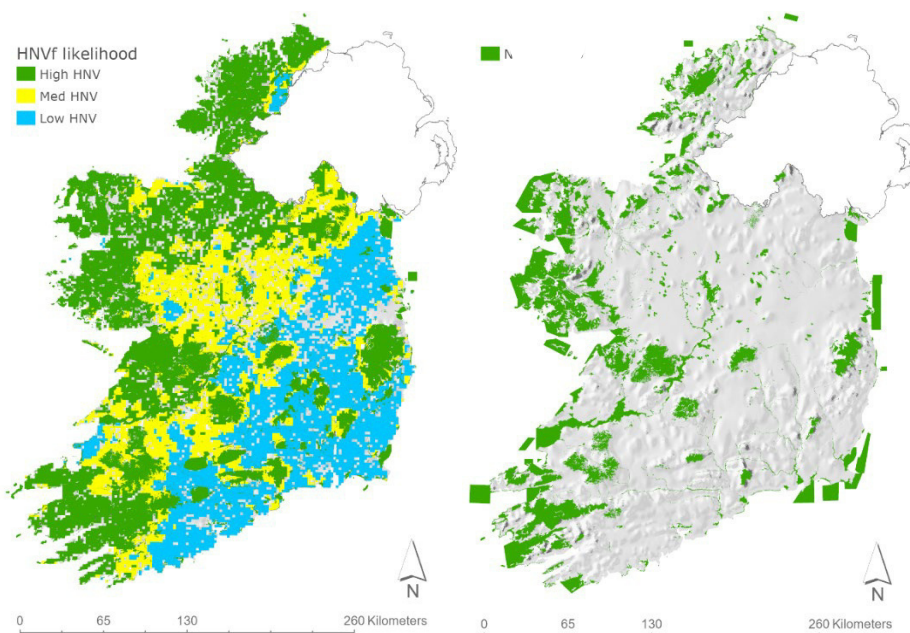 HNVf likelihood
High HNV
Med HNV
Low HNV
N
N
0 65 130 260 Kilometers
N
0 65 130 260 Kilometers